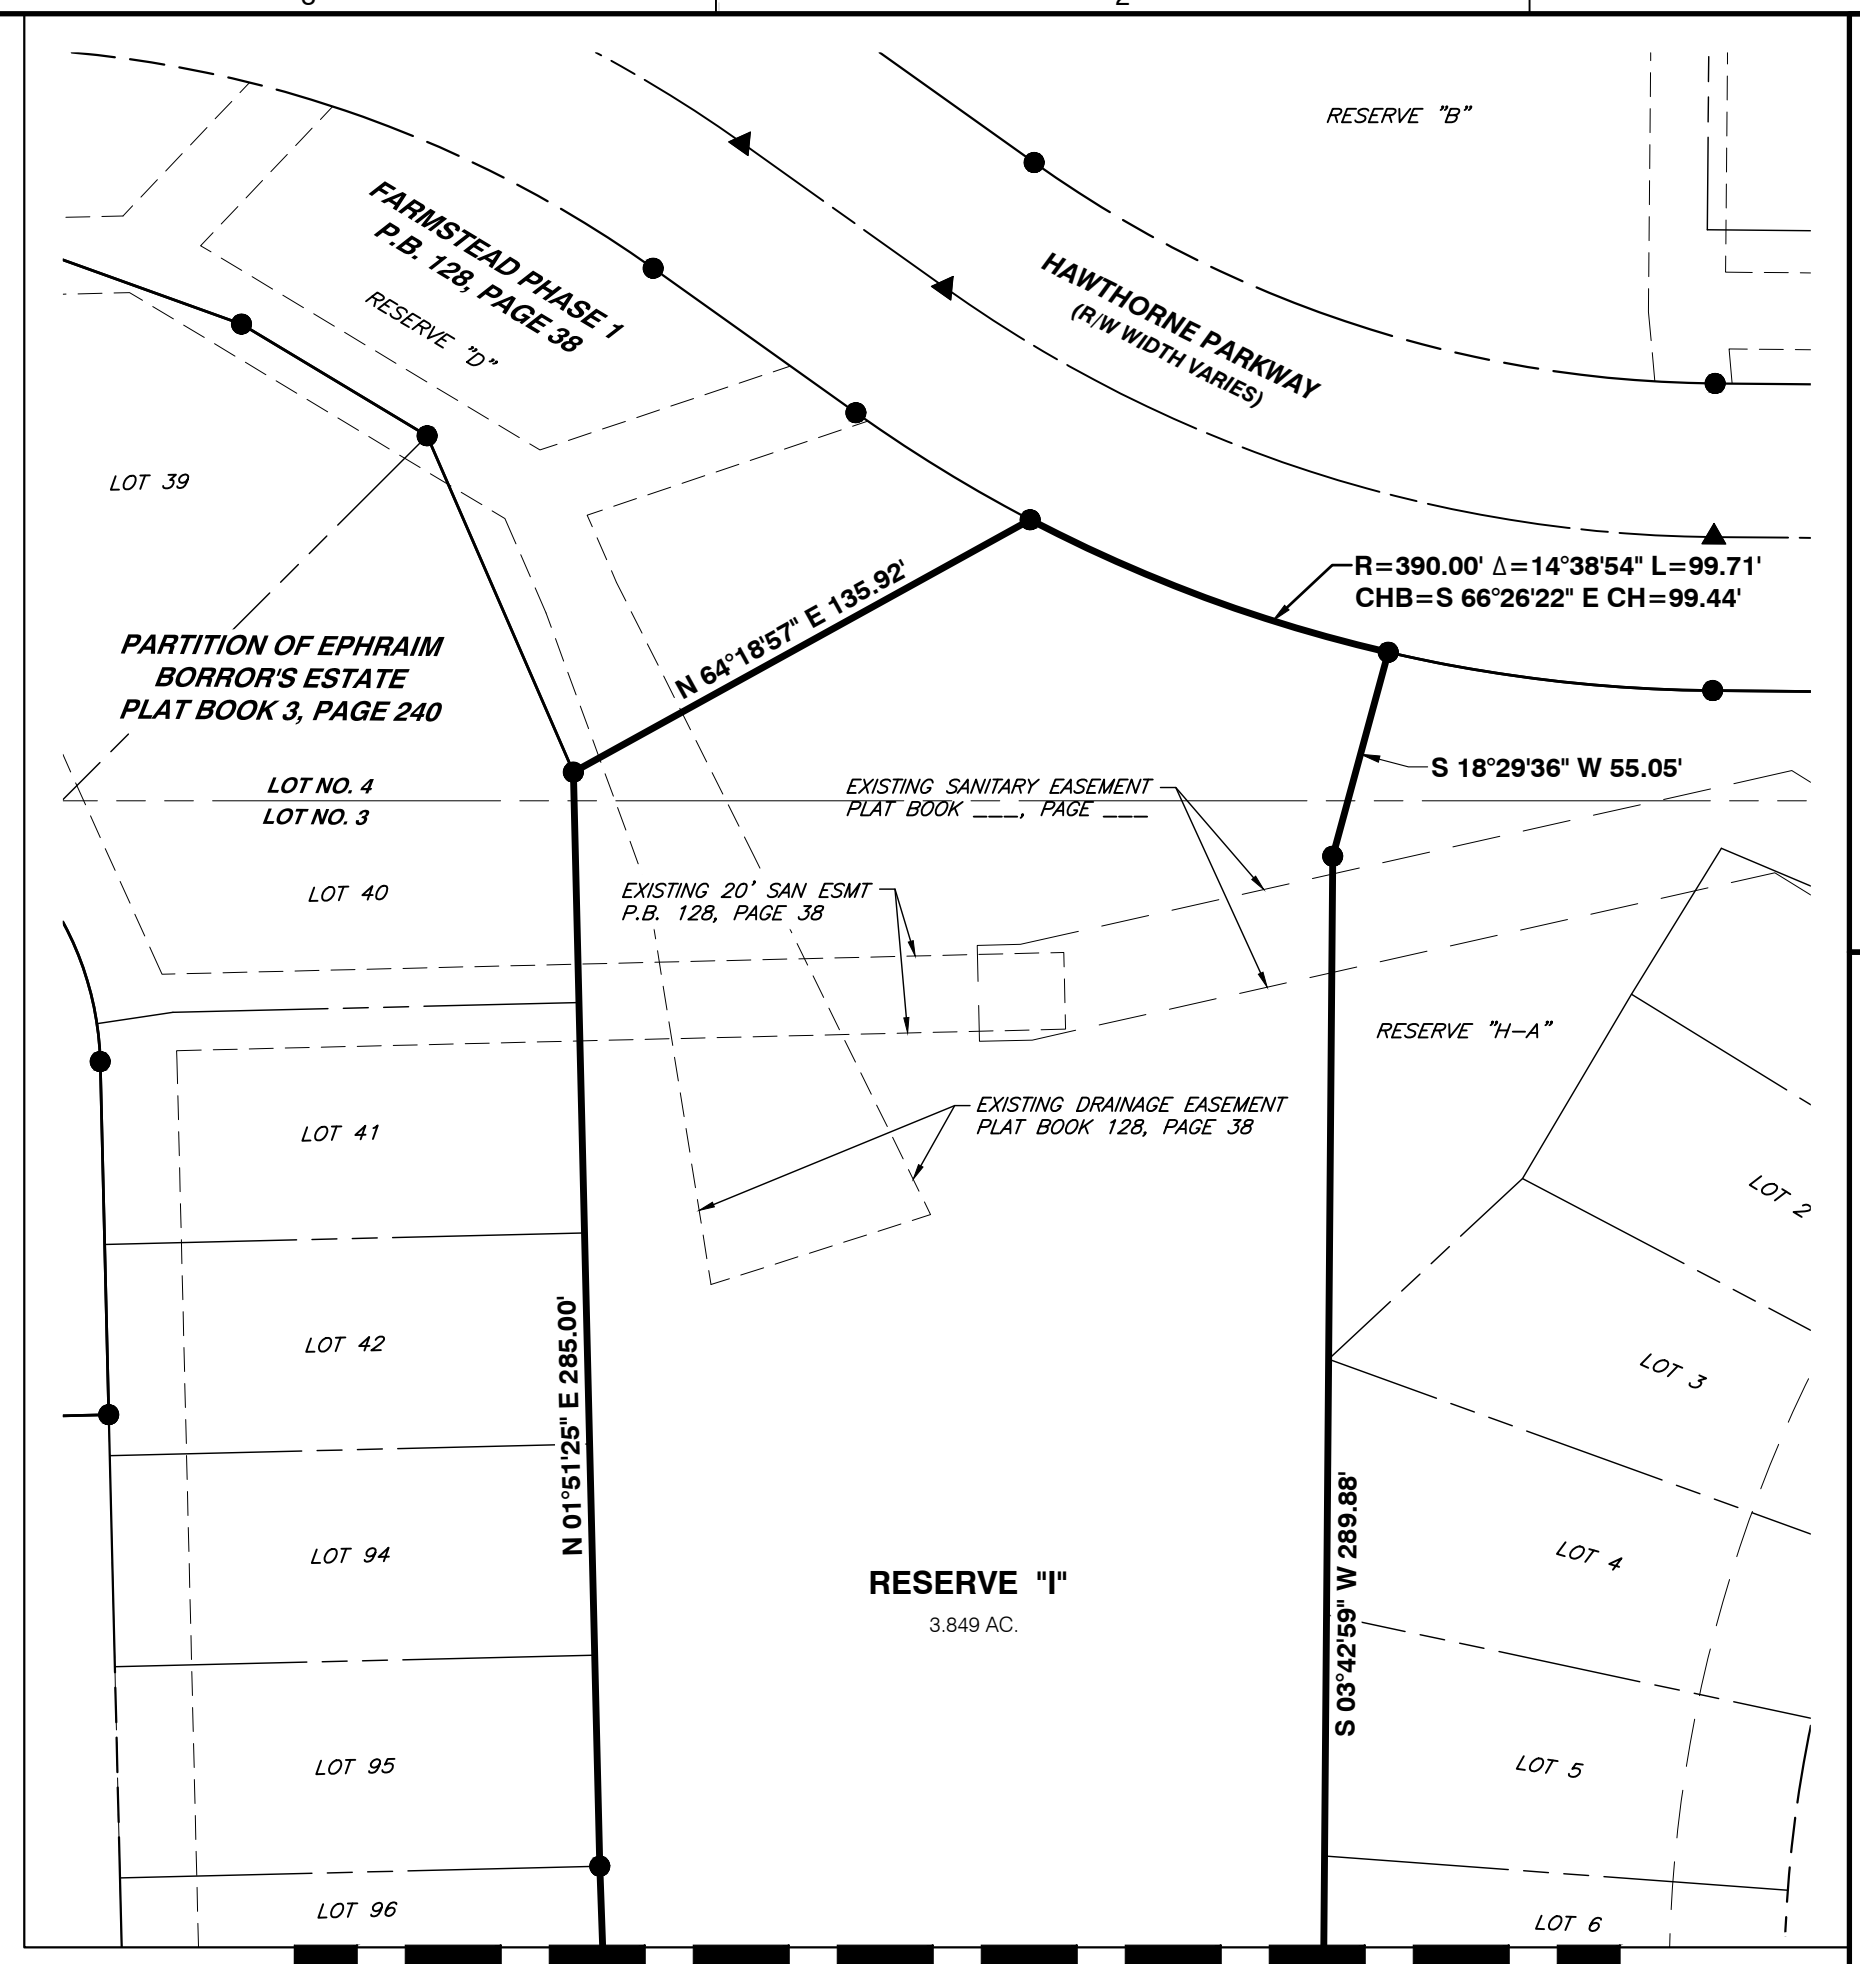 RESERVE "B"
FARMSTEAD PHASE 1
P.B. 128, PAGE 38
RESERVE "D"
HAWTHORNE PARKWAY
(R/W WIDTH VARIES)
LOT 39
R=390.00' Δ=14°38'54" L=99.71'
CHB=S 66°26'22" E CH=99.44'
N 64°18'57" E 135.92'
PARTITION OF EPHRAIM
BORROR'S ESTATE
PLAT BOOK 3, PAGE 240
S 18°29'36" W 55.05'
LOT NO. 4
LOT NO. 3
EXISTING SANITARY EASEMENT
PLAT BOOK ___, PAGE ___
LOT 40
EXISTING 20' SAN ESMT
P.B. 128, PAGE 38
RESERVE "H-A"
EXISTING DRAINAGE EASEMENT
PLAT BOOK 128, PAGE 38
LOT 41
LOT 2
LOT 42
LOT 3
N 01°51'25" E 285.00'
LOT 94
LOT 4
RESERVE "I"
3.849 AC.
S 03°42'59" W 289.88'
LOT 95
LOT 5
LOT 96
LOT 6